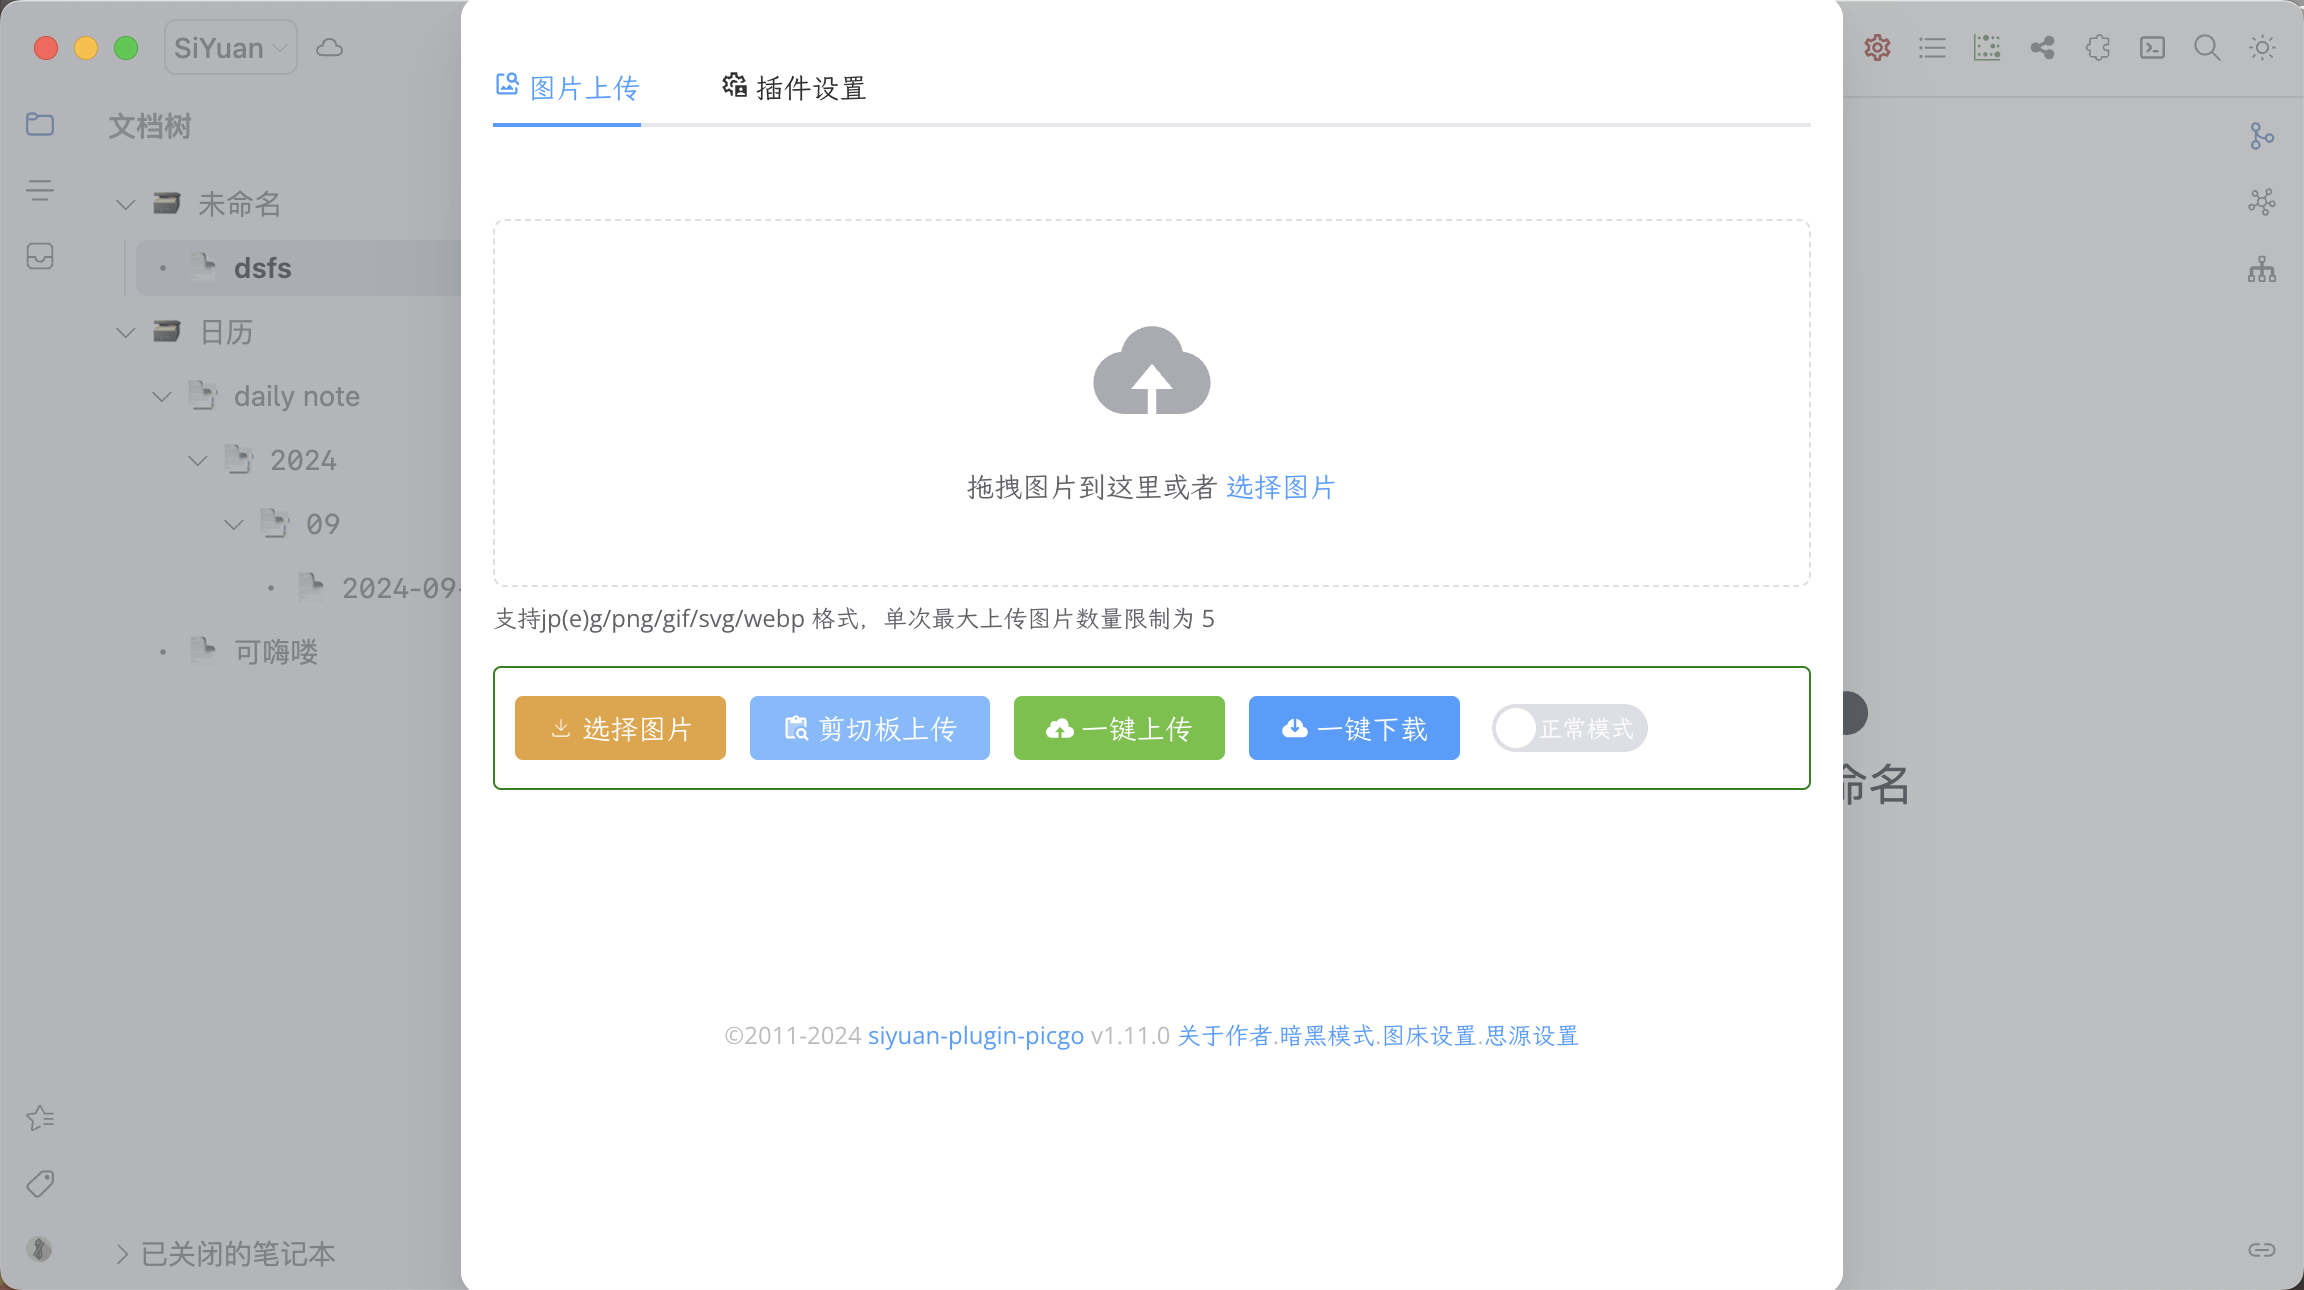 SiYuan
文档树
未命名
dsfs
日历
daily note
2024
09
2024-09-
可嗨喽
已关闭的笔记本
图片上传 插件设置
拖拽图片到这里或者 选择图片
支持jp(e)g/png/gif/svg/webp 格式，单次最大上传图片数量限制为 5
选择图片 剪切板上传 一键上传 一键下载 正常模式
©2011-2024 siyuan-plugin-picgo v1.11.0 关于作者.暗黑模式.图床设置.思源设置
命名